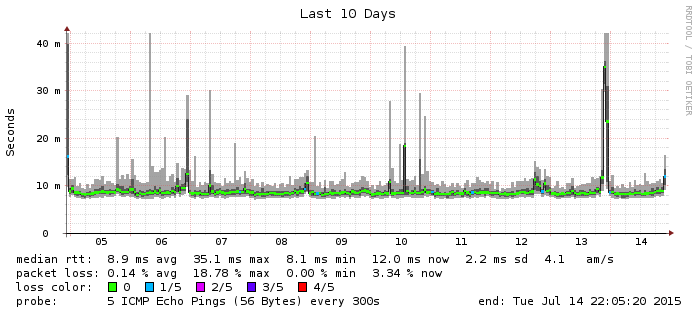 Last 10 Days
RRDTOOL / TOBI OETIKER
Seconds
40 m
30 m
20 m
10 m
0
05 06 07 08 09 10 11 12 13 14
median rtt: 8.9 ms avg 35.1 ms max 8.1 ms min 12.0 ms now 2.2 ms sd 4.1 am/s
packet loss: 0.14 % avg 18.78 % max 0.00 % min 3.34 % now
loss color: 0 1/5 2/5 3/5 4/5
probe: 5 ICMP Echo Pings (56 Bytes) every 300s end: Tue Jul 14 22:05:20 2015